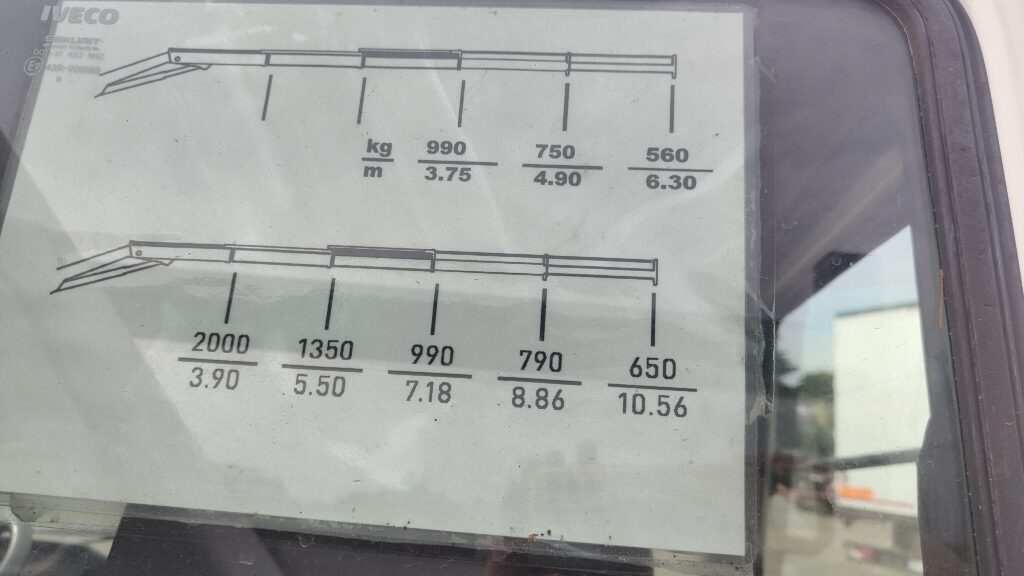 IVECO
SEKURIT
kg 990 750 560
m 3.75 4.90 6.30
2000 1350 990 790 650
3.90 5.50 7.18 8.86 10.56